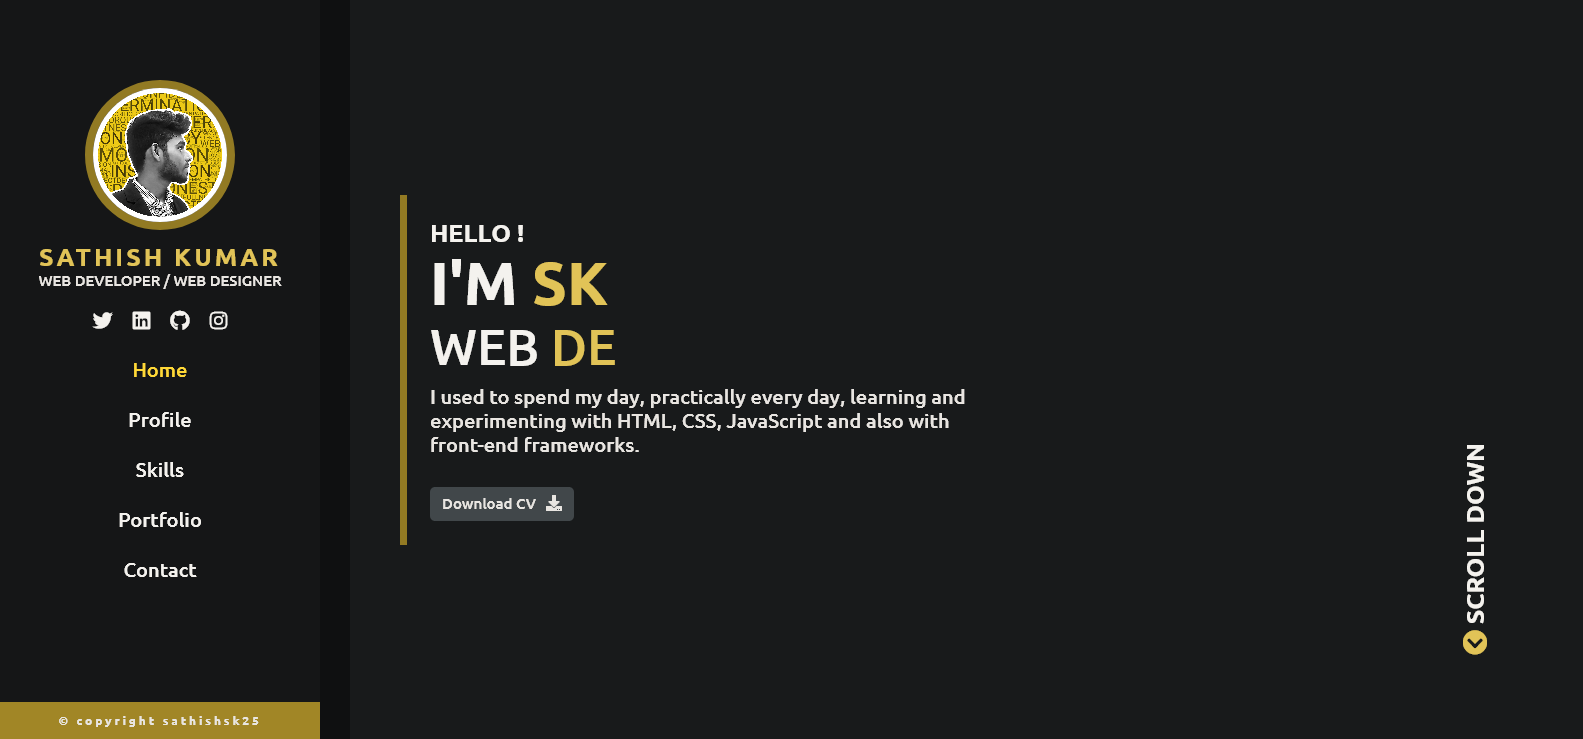 SATHISH KUMAR
WEB DEVELOPER / WEB DESIGNER
Home
Profile
Skills
Portfolio
Contact
© copyright sathishsk25
HELLO !
I'M SK
WEB DE
I used to spend my day, practically every day, learning and
experimenting with HTML, CSS, JavaScript and also with
front-end frameworks.
Download CV
SCROLL DOWN